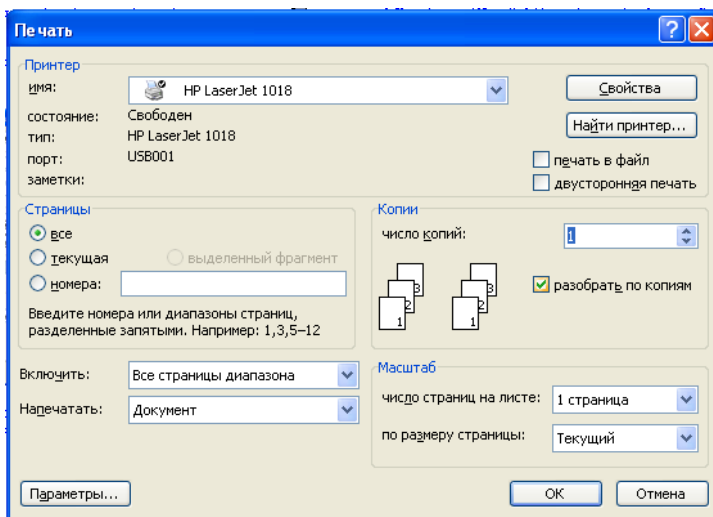 Печать
Принтер
имя: HP LaserJet 1018
Свойства
состояние: Свободен
тип: HP LaserJet 1018
Найти принтер...
порт: USB001
печать в файл
заметки:
двусторонняя печать
Страницы
все
текущая
выделенный фрагмент
номера:
Введите номера или диапазоны страниц,
разделенные запятыми. Например: 1,3,5–12
Копии
число копий: 1
3 3
2 2
1 1
разобрать по копиям
Включить: Все страницы диапазона
Напечатать: Документ
Масштаб
число страниц на листе: 1 страница
по размеру страницы: Текущий
Параметры...
ОК
Отмена